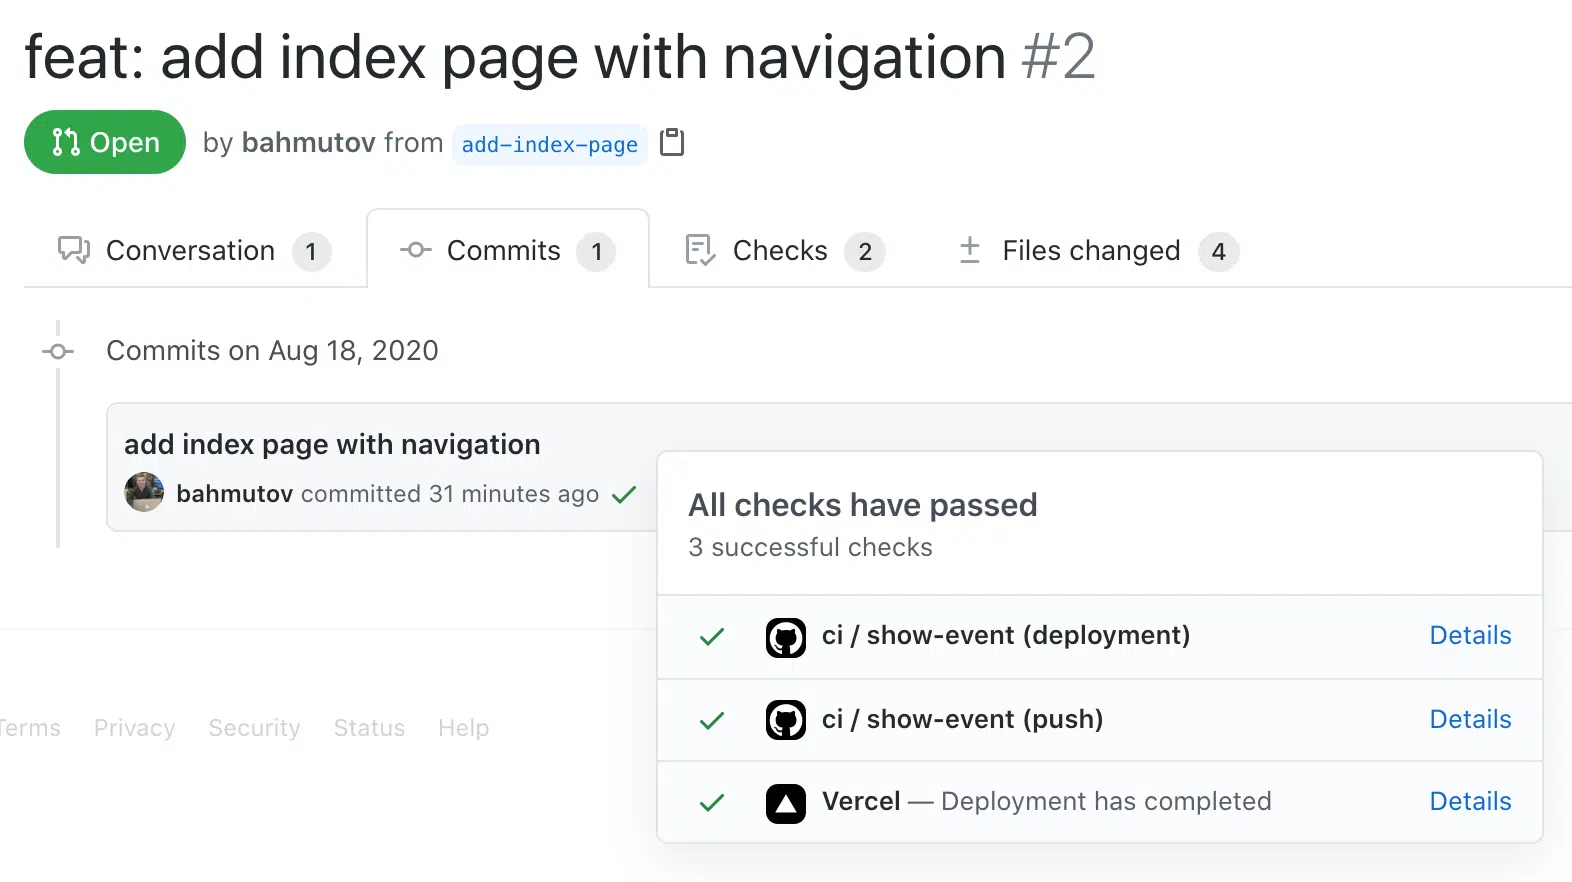 feat: add index page with navigation #2
Open by bahmutov from add-index-page
Conversation 1 Commits 1 Checks 2 Files changed 4
Commits on Aug 18, 2020
add index page with navigation
bahmutov committed 31 minutes ago
All checks have passed
3 successful checks
ci / show-event (deployment) Details
ci / show-event (push) Details
Vercel — Deployment has completed Details
Terms Privacy Security Status Help